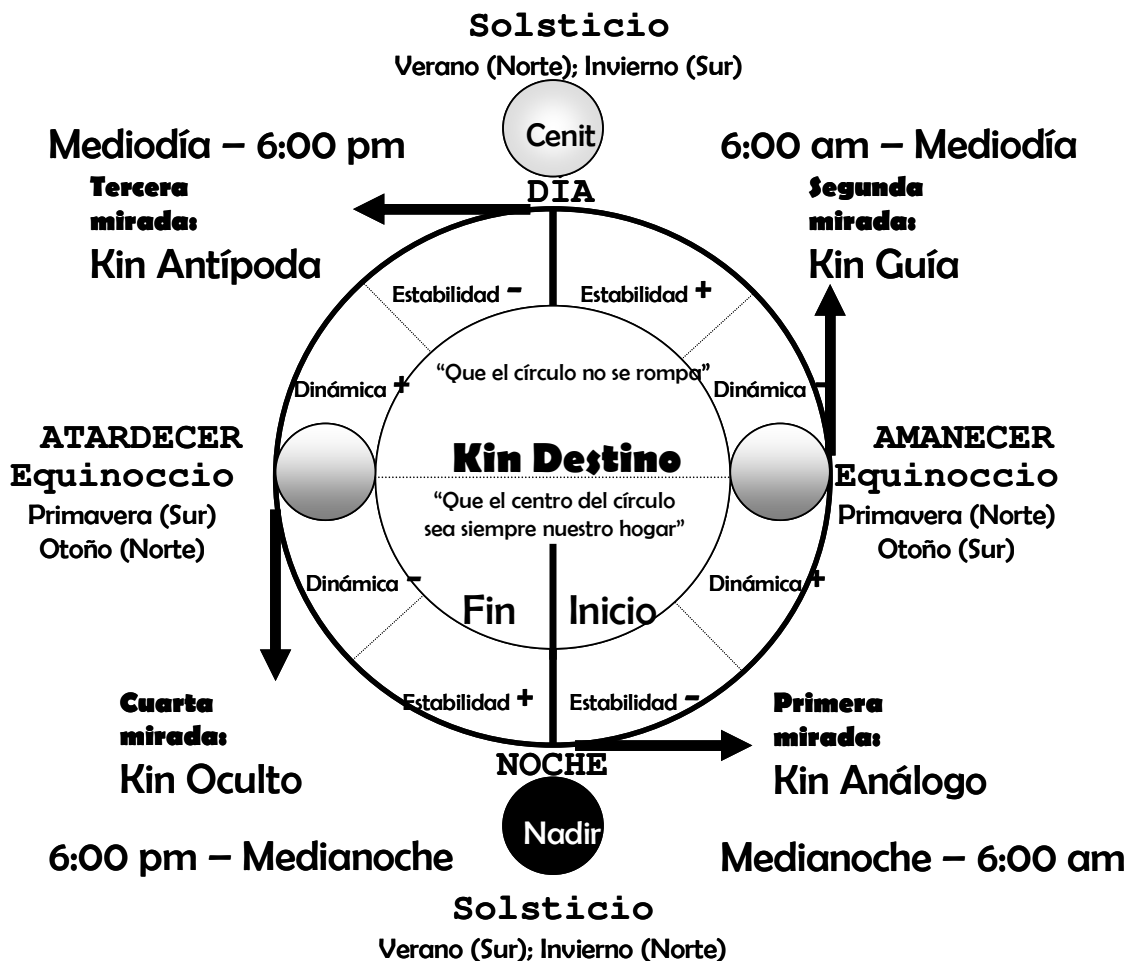 Solsticio
Verano (Norte); Invierno (Sur)
Cenit
Mediodía – 6:00 pm
6:00 am – Mediodía
Tercera
mirada:
Kin Antípoda
DÍA
Segunda
mirada:
Kin Guía
Estabilidad -
Estabilidad +
Dinámica +
"Que el círculo no se rompa"
Dinámica -
ATARDECER
Equinoccio
Primavera (Sur)
Otoño (Norte)
Kin Destino
"Que el centro del círculo
sea siempre nuestro hogar"
AMANECER
Equinoccio
Primavera (Norte)
Otoño (Sur)
Dinámica -
Fin
Inicio
Dinámica +
Estabilidad +
Estabilidad -
Cuarta
mirada:
Kin Oculto
NOCHE
Primera
mirada:
Kin Análogo
Nadir
6:00 pm – Medianoche
Medianoche – 6:00 am
Solsticio
Verano (Sur); Invierno (Norte)